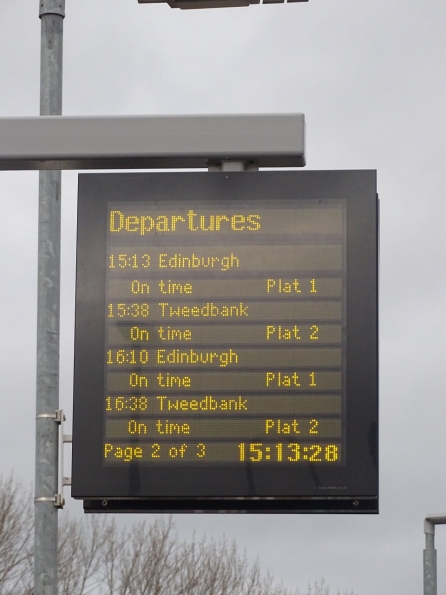 Departures
15:13 Edinburgh
On time Plat 1
15:38 Tweedbank
On time Plat 2
16:10 Edinburgh
On time Plat 1
16:38 Tweedbank
On time Plat 2
Page 2 of 3 15:13:28